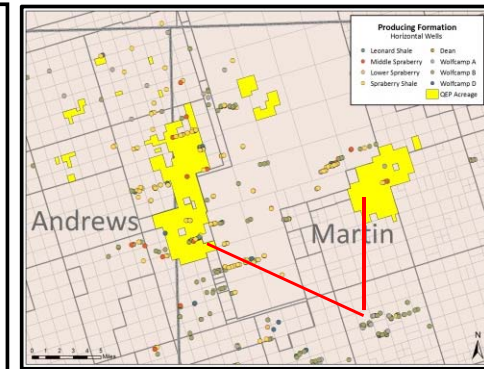 Producing Formation
Horizontal Wells
Leonard Shale
Middle Spraberry
Lower Spraberry
Spraberry Shale
Dean
Wolfcamp A
Wolfcamp B
Wolfcamp D
QEP Acreage
Andrews
Martin
0 1 2 3 4 5
Miles
N